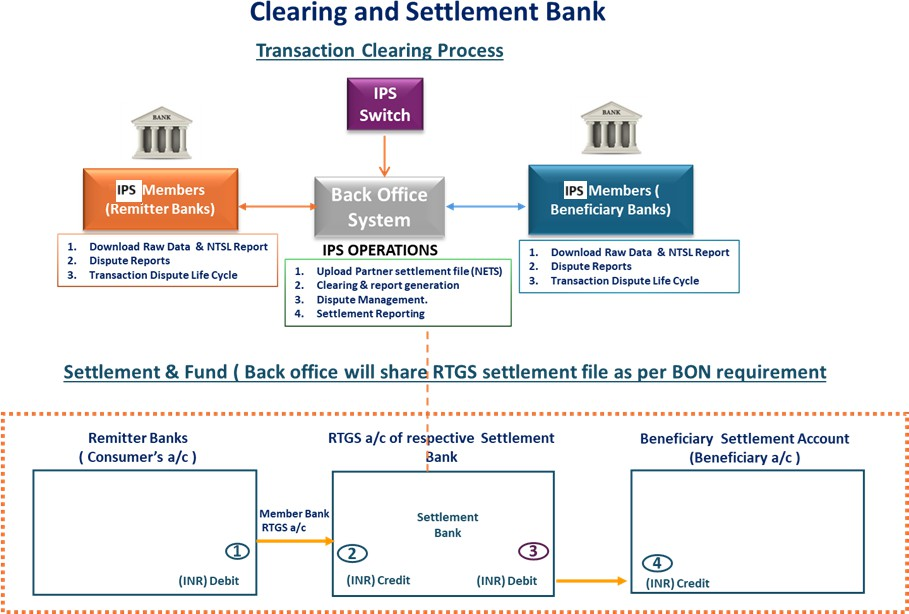 Clearing and Settlement Bank
Transaction Clearing Process
IPS
Switch
BANK
BANK
IPS Members
(Remitter Banks)
Back Office
System
IPS Members (
Beneficiary Banks)
IPS OPERATIONS
1. Download Raw Data & NTSL Report
2. Dispute Reports
3. Transaction Dispute Life Cycle
1. Upload Partner settlement file(NETS)
2. Clearing & report generation
3. Dispute Management.
4. Settlement Reporting
1. Download Raw Data & NTSL Report
2. Dispute Reports
3. Transaction Dispute Life Cycle
Settlement & Fund ( Back office will share RTGS settlement file as per BON requirement
Remitter Banks
( Consumer’s a/c )
RTGS a/c of respective Settlement
Bank
Beneficiary Settlement Account
(Beneficiary a/c )
Member Bank
RTGS a/c
Settlement
Bank
1
2
3
4
(INR) Debit
(INR) Credit
(INR) Debit
(INR) Credit